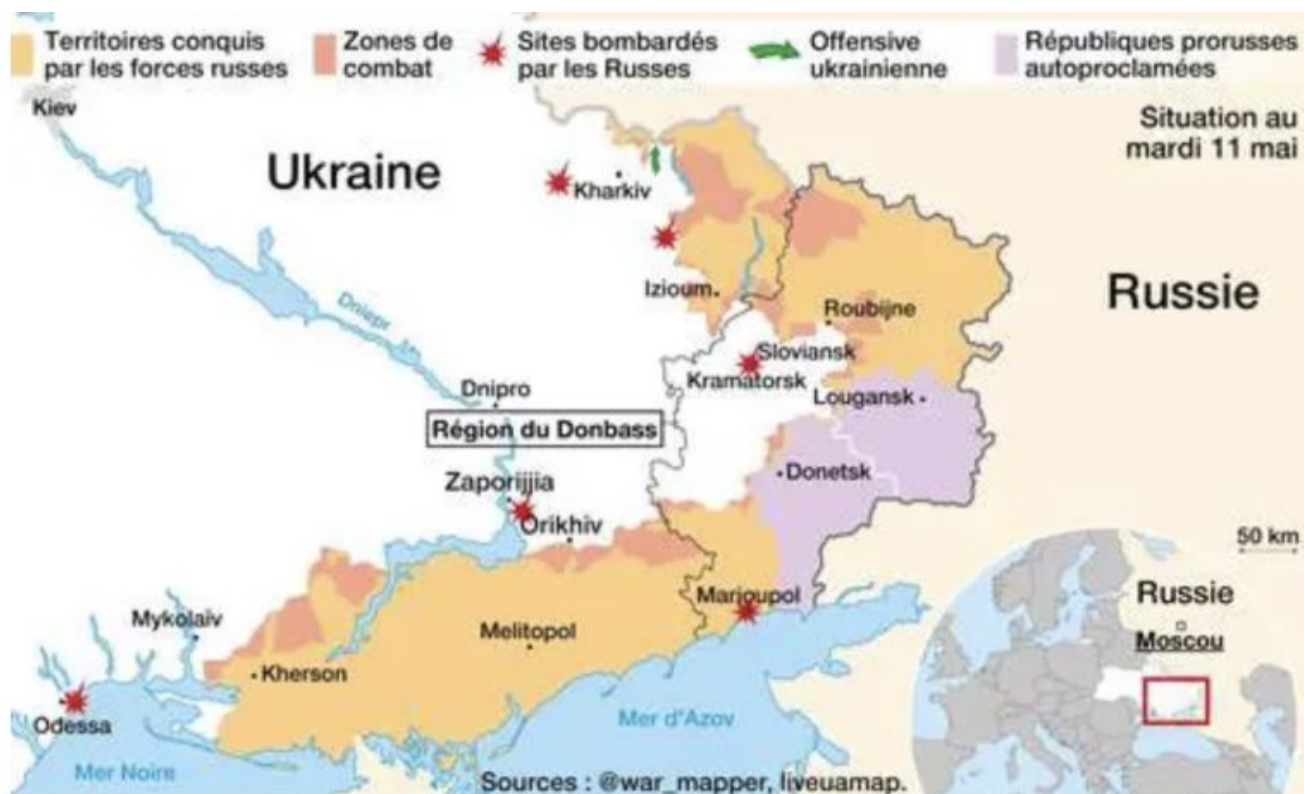 Territoires conquis
par les forces russes
Zones de
combat
Sites bombardés
par les Russes
Offensive
ukrainienne
Républiques prorusses
autoproclamées
Kiev
Situation au
mardi 11 mai
Ukraine
Kharkiv
Russie
Izioum
Dniepr
Roubijne
Sloviansk
Kramatorsk
Dnipro
Lougansk
Région du Donbass
Donetsk
Zaporijjia
Orikhiv
50 km
Marioupol
Russie
Mykolaïv
Melitopol
Moscou
Kherson
Odessa
Mer d'Azov
Mer Noire
Sources : @war_mapper, liveuamap.